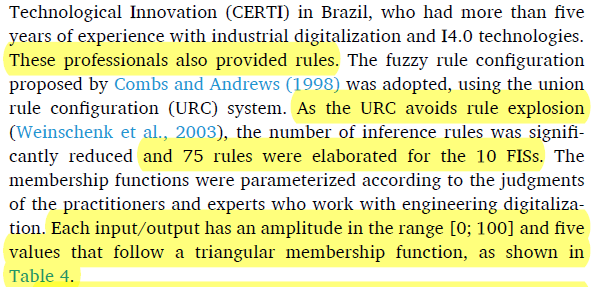 Technological Innovation (CERTI) in Brazil, who had more than five
years of experience with industrial digitalization and I4.0 technologies.
These professionals also provided rules. The fuzzy rule configuration
proposed by Combs and Andrews (1998) was adopted, using the union
rule configuration (URC) system. As the URC avoids rule explosion
(Weinschenk et al., 2003), the number of inference rules was signifi-
cantly reduced and 75 rules were elaborated for the 10 FISs. The
membership functions were parameterized according to the judgments
of the practitioners and experts who work with engineering digitaliza-
tion. Each input/output has an amplitude in the range [0; 100] and five
values that follow a triangular membership function, as shown in
Table 4.